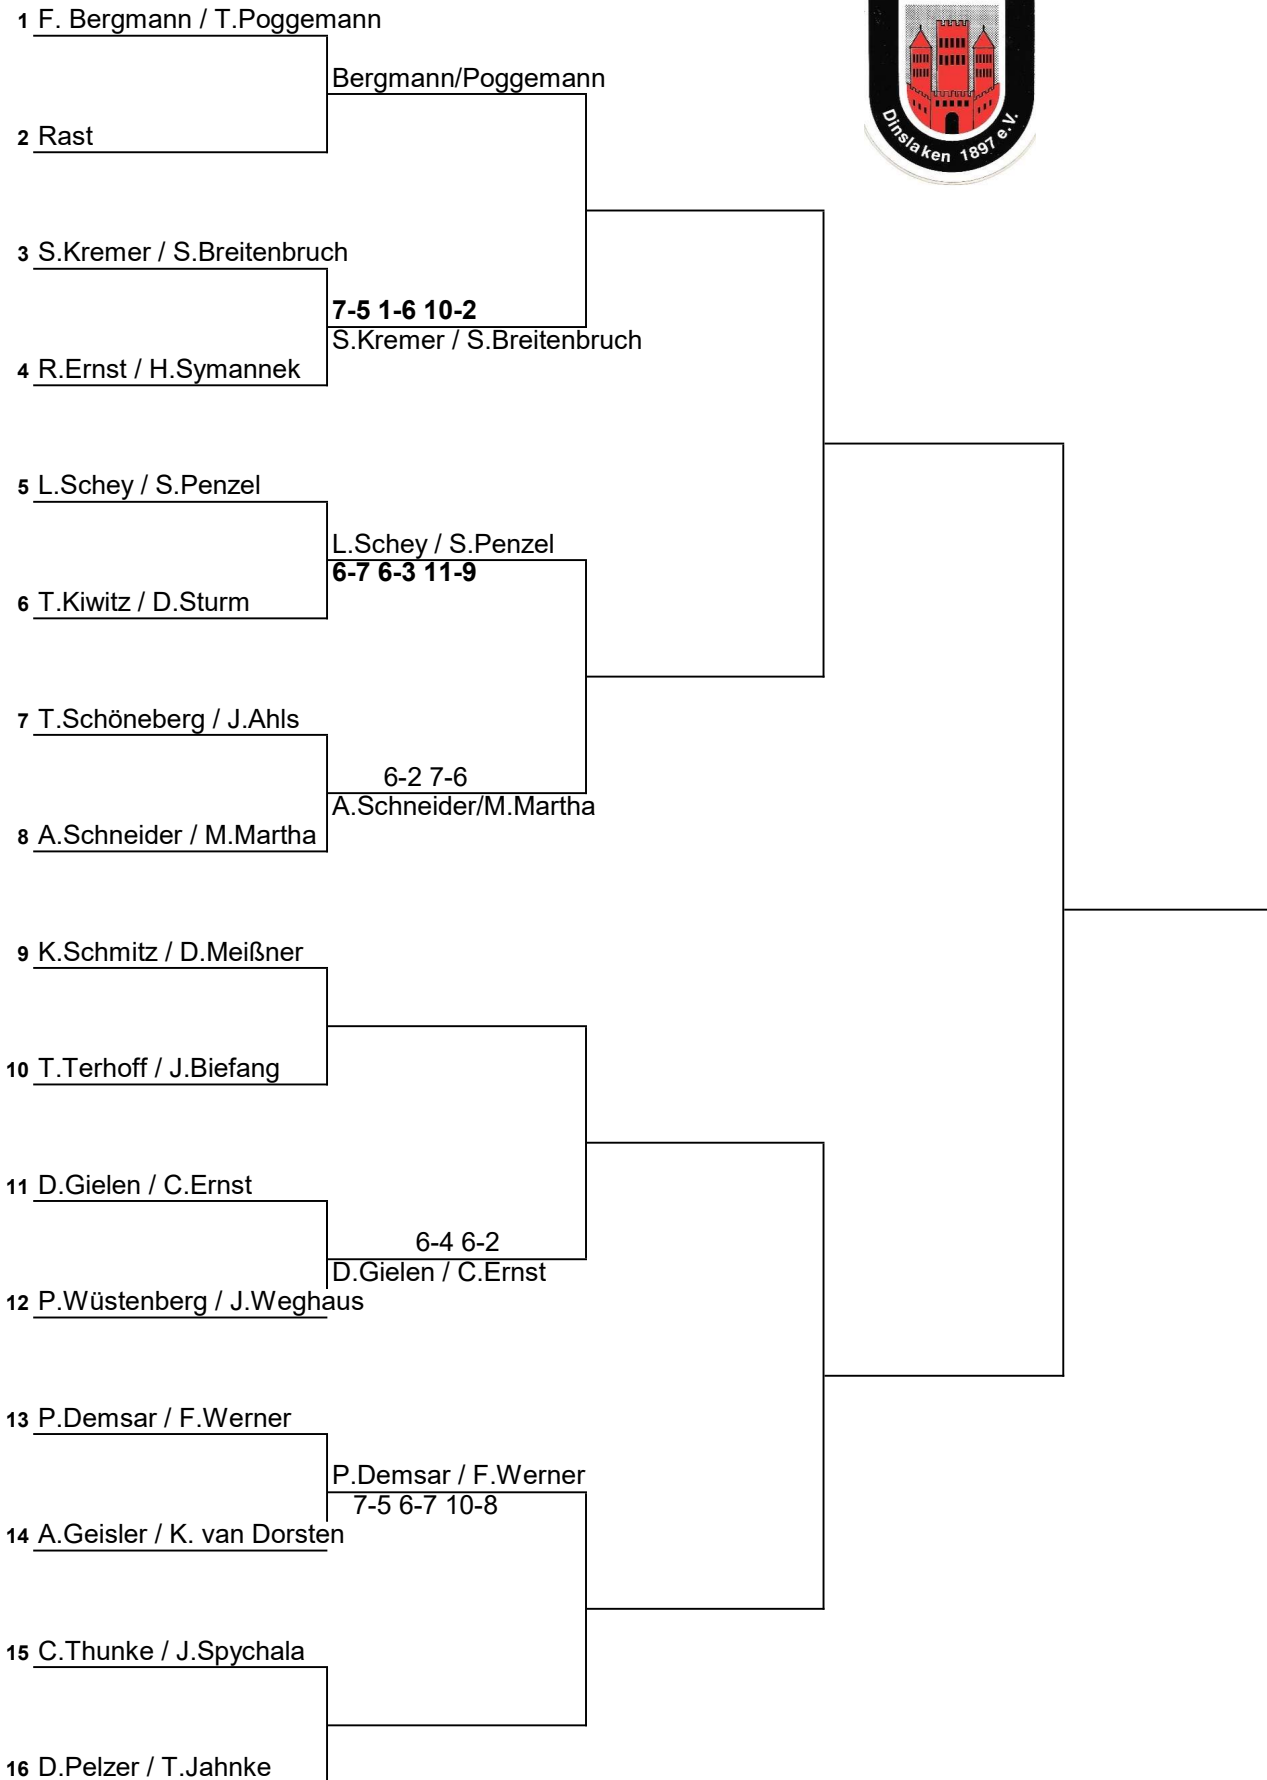 1 F. Bergmann / T.Poggemann
Bergmann/Poggemann
2 Rast
Dinslaken 1897 e.V.
3 S.Kremer / S.Breitenbruch
7-5 1-6 10-2
S.Kremer / S.Breitenbruch
4 R.Ernst / H.Symannek
5 L.Schey / S.Penzel
L.Schey / S.Penzel
6-7 6-3 11-9
6 T.Kiwitz / D.Sturm
7 T.Schöneberg / J.Ahls
6-2 7-6
A.Schneider/M.Martha
8 A.Schneider / M.Martha
9 K.Schmitz / D.Meißner
10 T.Terhoff / J.Biefang
11 D.Gielen / C.Ernst
6-4 6-2
D.Gielen / C.Ernst
12 P.Wüstenberg / J.Weghaus
13 P.Demsar / F.Werner
P.Demsar / F.Werner
7-5 6-7 10-8
14 A.Geisler / K. van Dorsten
15 C.Thunke / J.Spychala
16 D.Pelzer / T.Jahnke